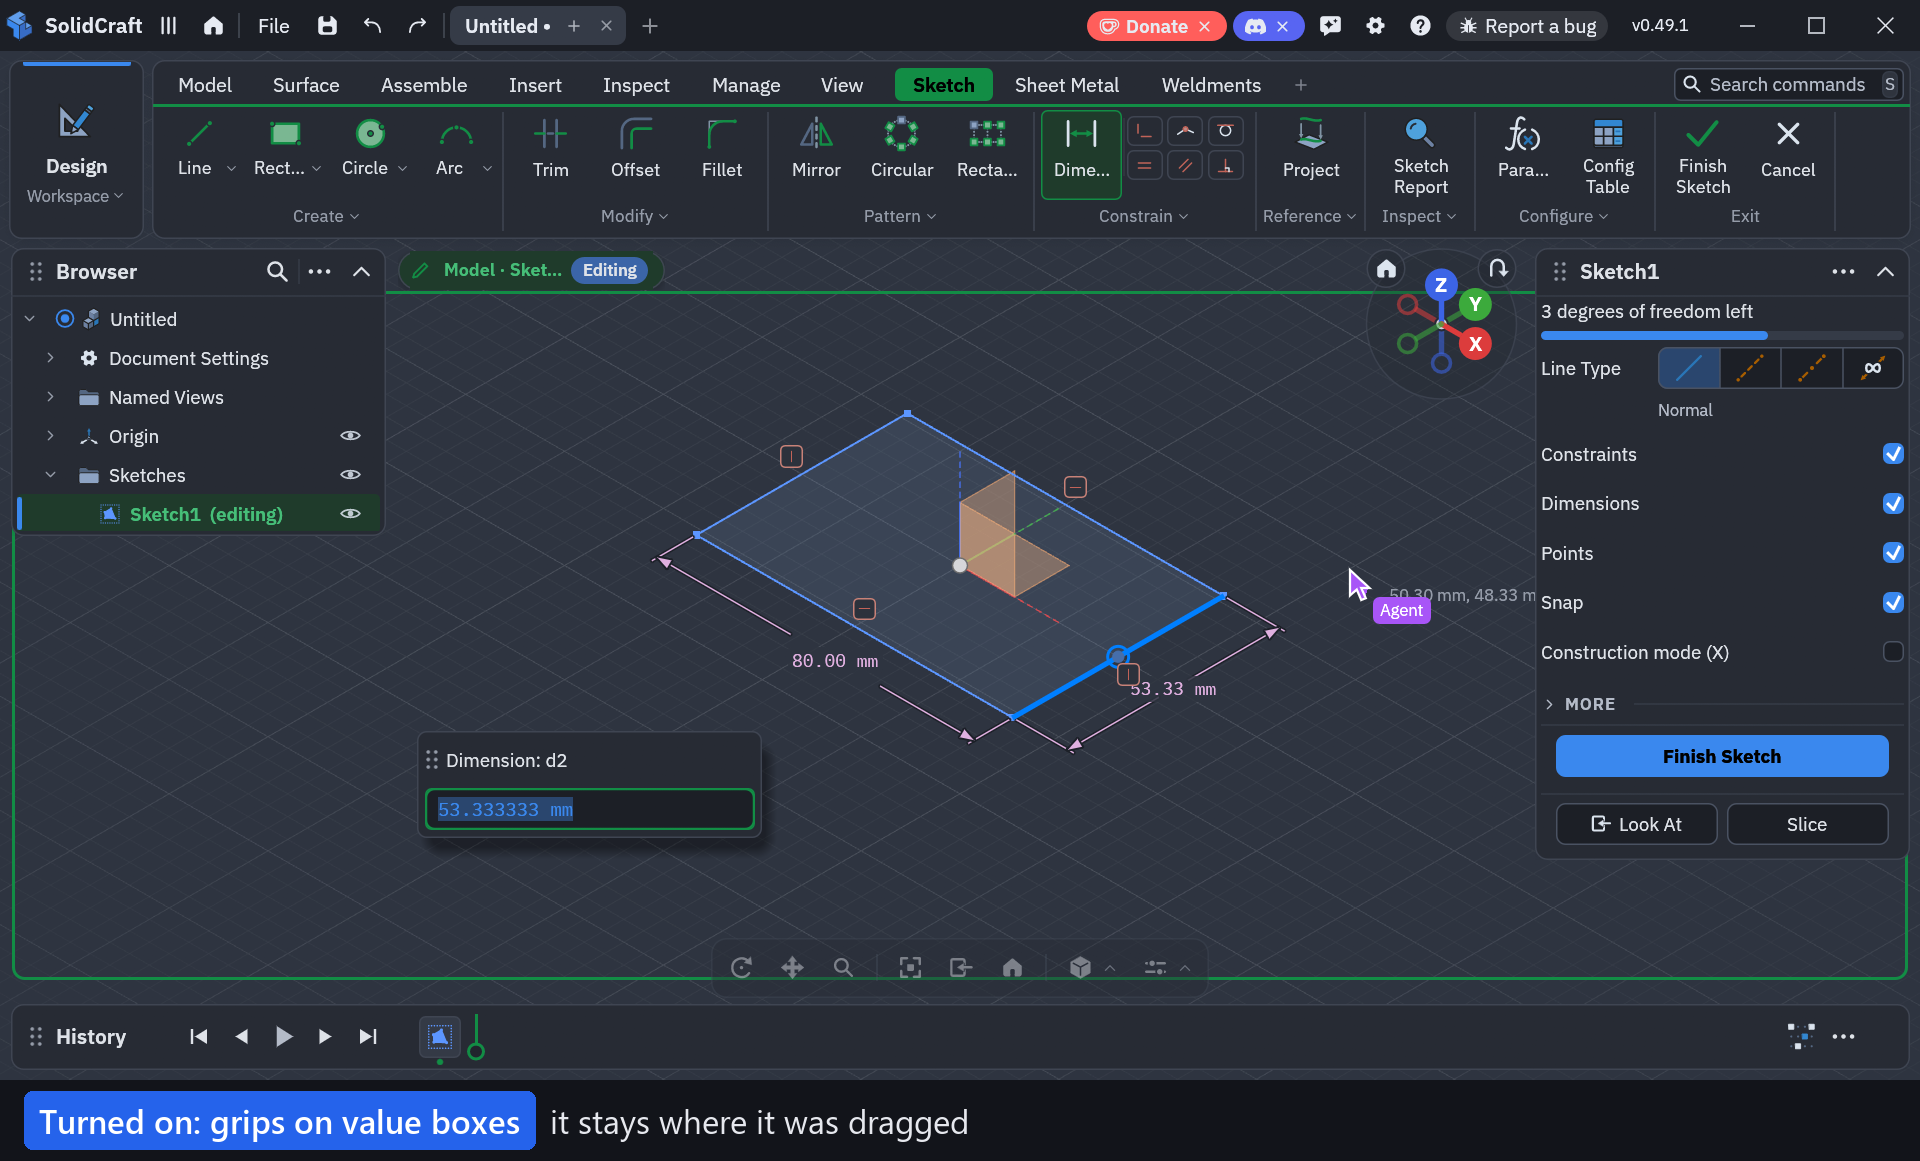 SolidCraft
File
Untitled •
Donate
Report a bug
v0.49.1
Design
Workspace
Model Surface Assemble Insert Inspect Manage View Sketch Sheet Metal Weldments
Search commands S
Line Rect... Circle Arc
Create
Trim Offset Fillet
Modify
Mirror Circular Recta...
Pattern
Dime...
Constrain
Project
Reference
Sketch Report
Inspect
Para... Config Table
Configure
Finish Sketch Cancel
Exit
Browser
Untitled
Document Settings
Named Views
Origin
Sketches
Sketch1 (editing)
Model · Sket... Editing
Z
Y
X
80.00 mm
53.33 mm
50.30 mm, 48.33 m
Agent
Dimension: d2
53.333333 mm
Sketch1
3 degrees of freedom left
Line Type
Normal
Constraints
Dimensions
Points
Snap
Construction mode (X)
MORE
Finish Sketch
Look At Slice
History
Turned on: grips on value boxes it stays where it was dragged